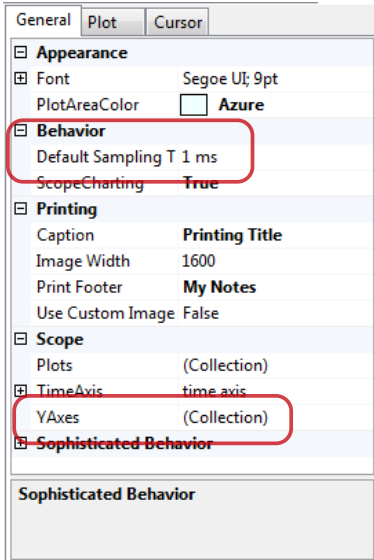 General Plot Cursor
Appearance
Font Segoe UI; 9pt
PlotAreaColor Azure
Behavior
Default Sampling T 1 ms
ScopeCharting True
Printing
Caption Printing Title
Image Width 1600
Print Footer My Notes
Use Custom Image False
Scope
Plots (Collection)
TimeAxis time axis
YAxes (Collection)
Sophisticated Behavior
Sophisticated Behavior